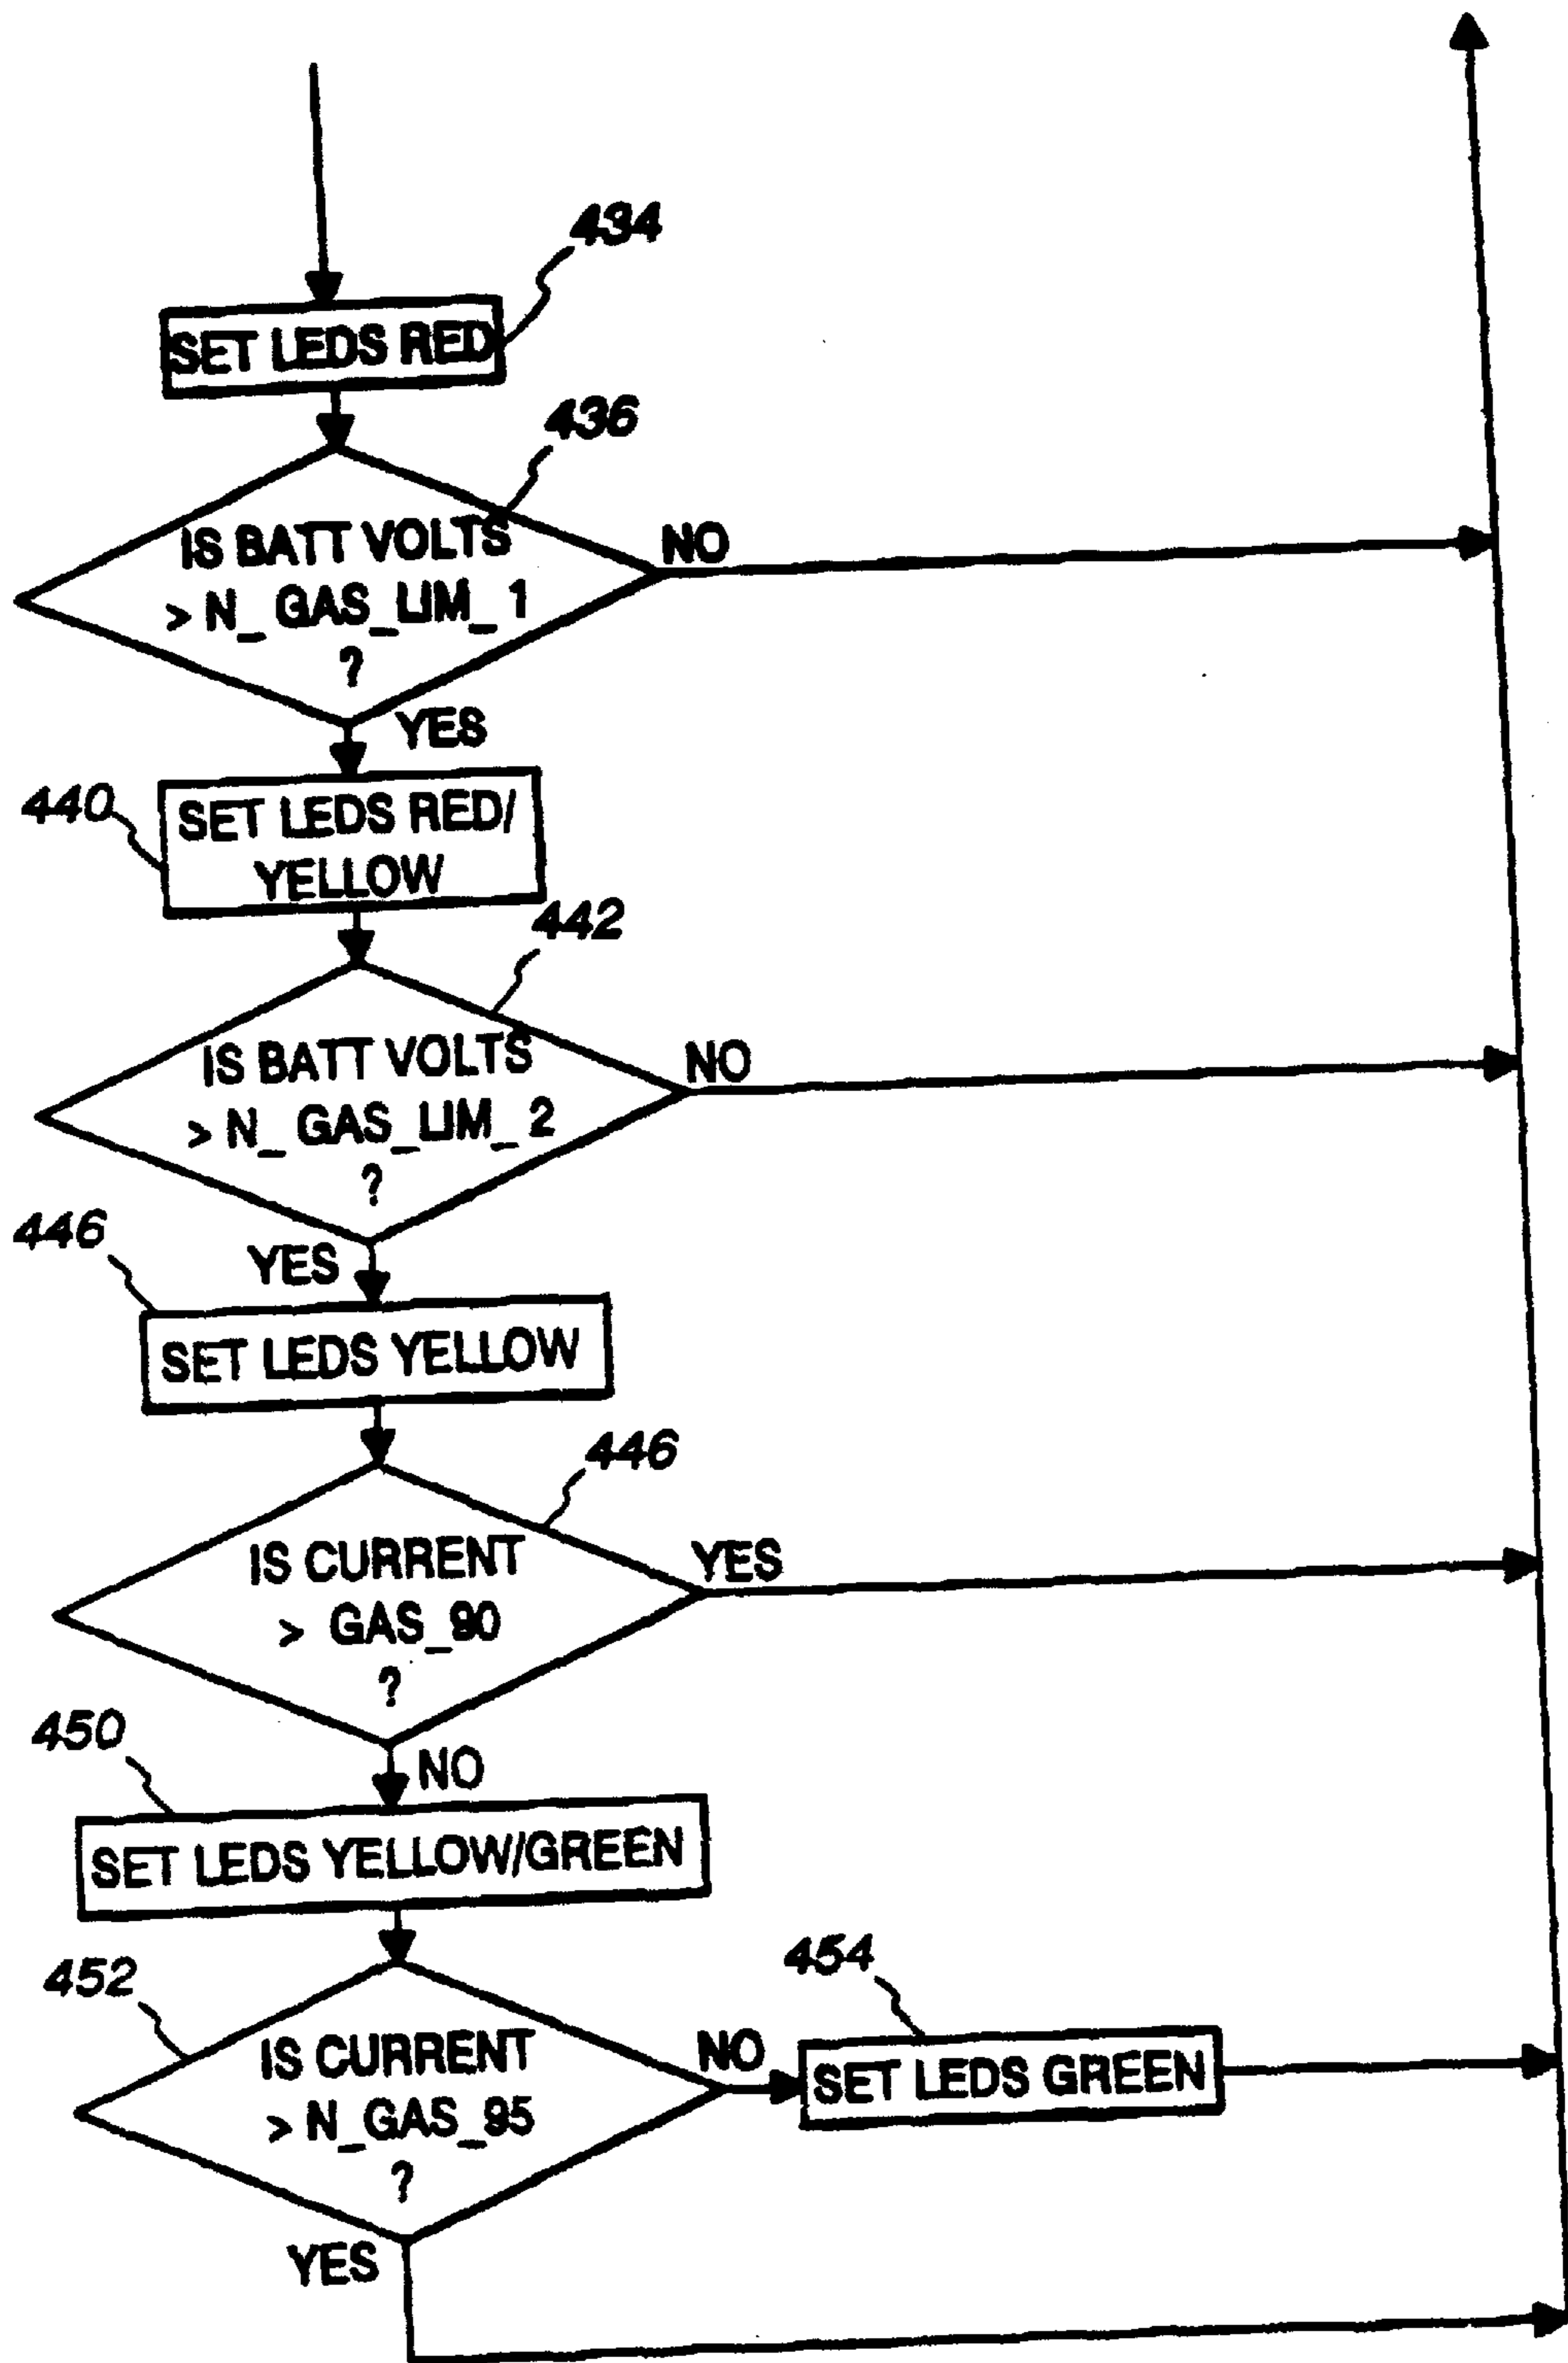 434
SET LEDS RED
436
IS BATT VOLTS
> N_GAS_LIM_1
?
NO
YES
440
SET LEDS RED/
YELLOW
442
IS BATT VOLTS
> N_GAS_LIM_2
?
NO
YES
446
SET LEDS YELLOW
446
IS CURRENT
> GAS_90
?
YES
NO
450
SET LEDS YELLOW/GREEN
452
IS CURRENT
> N_GAS_95
?
NO
454
SET LEDS GREEN
YES